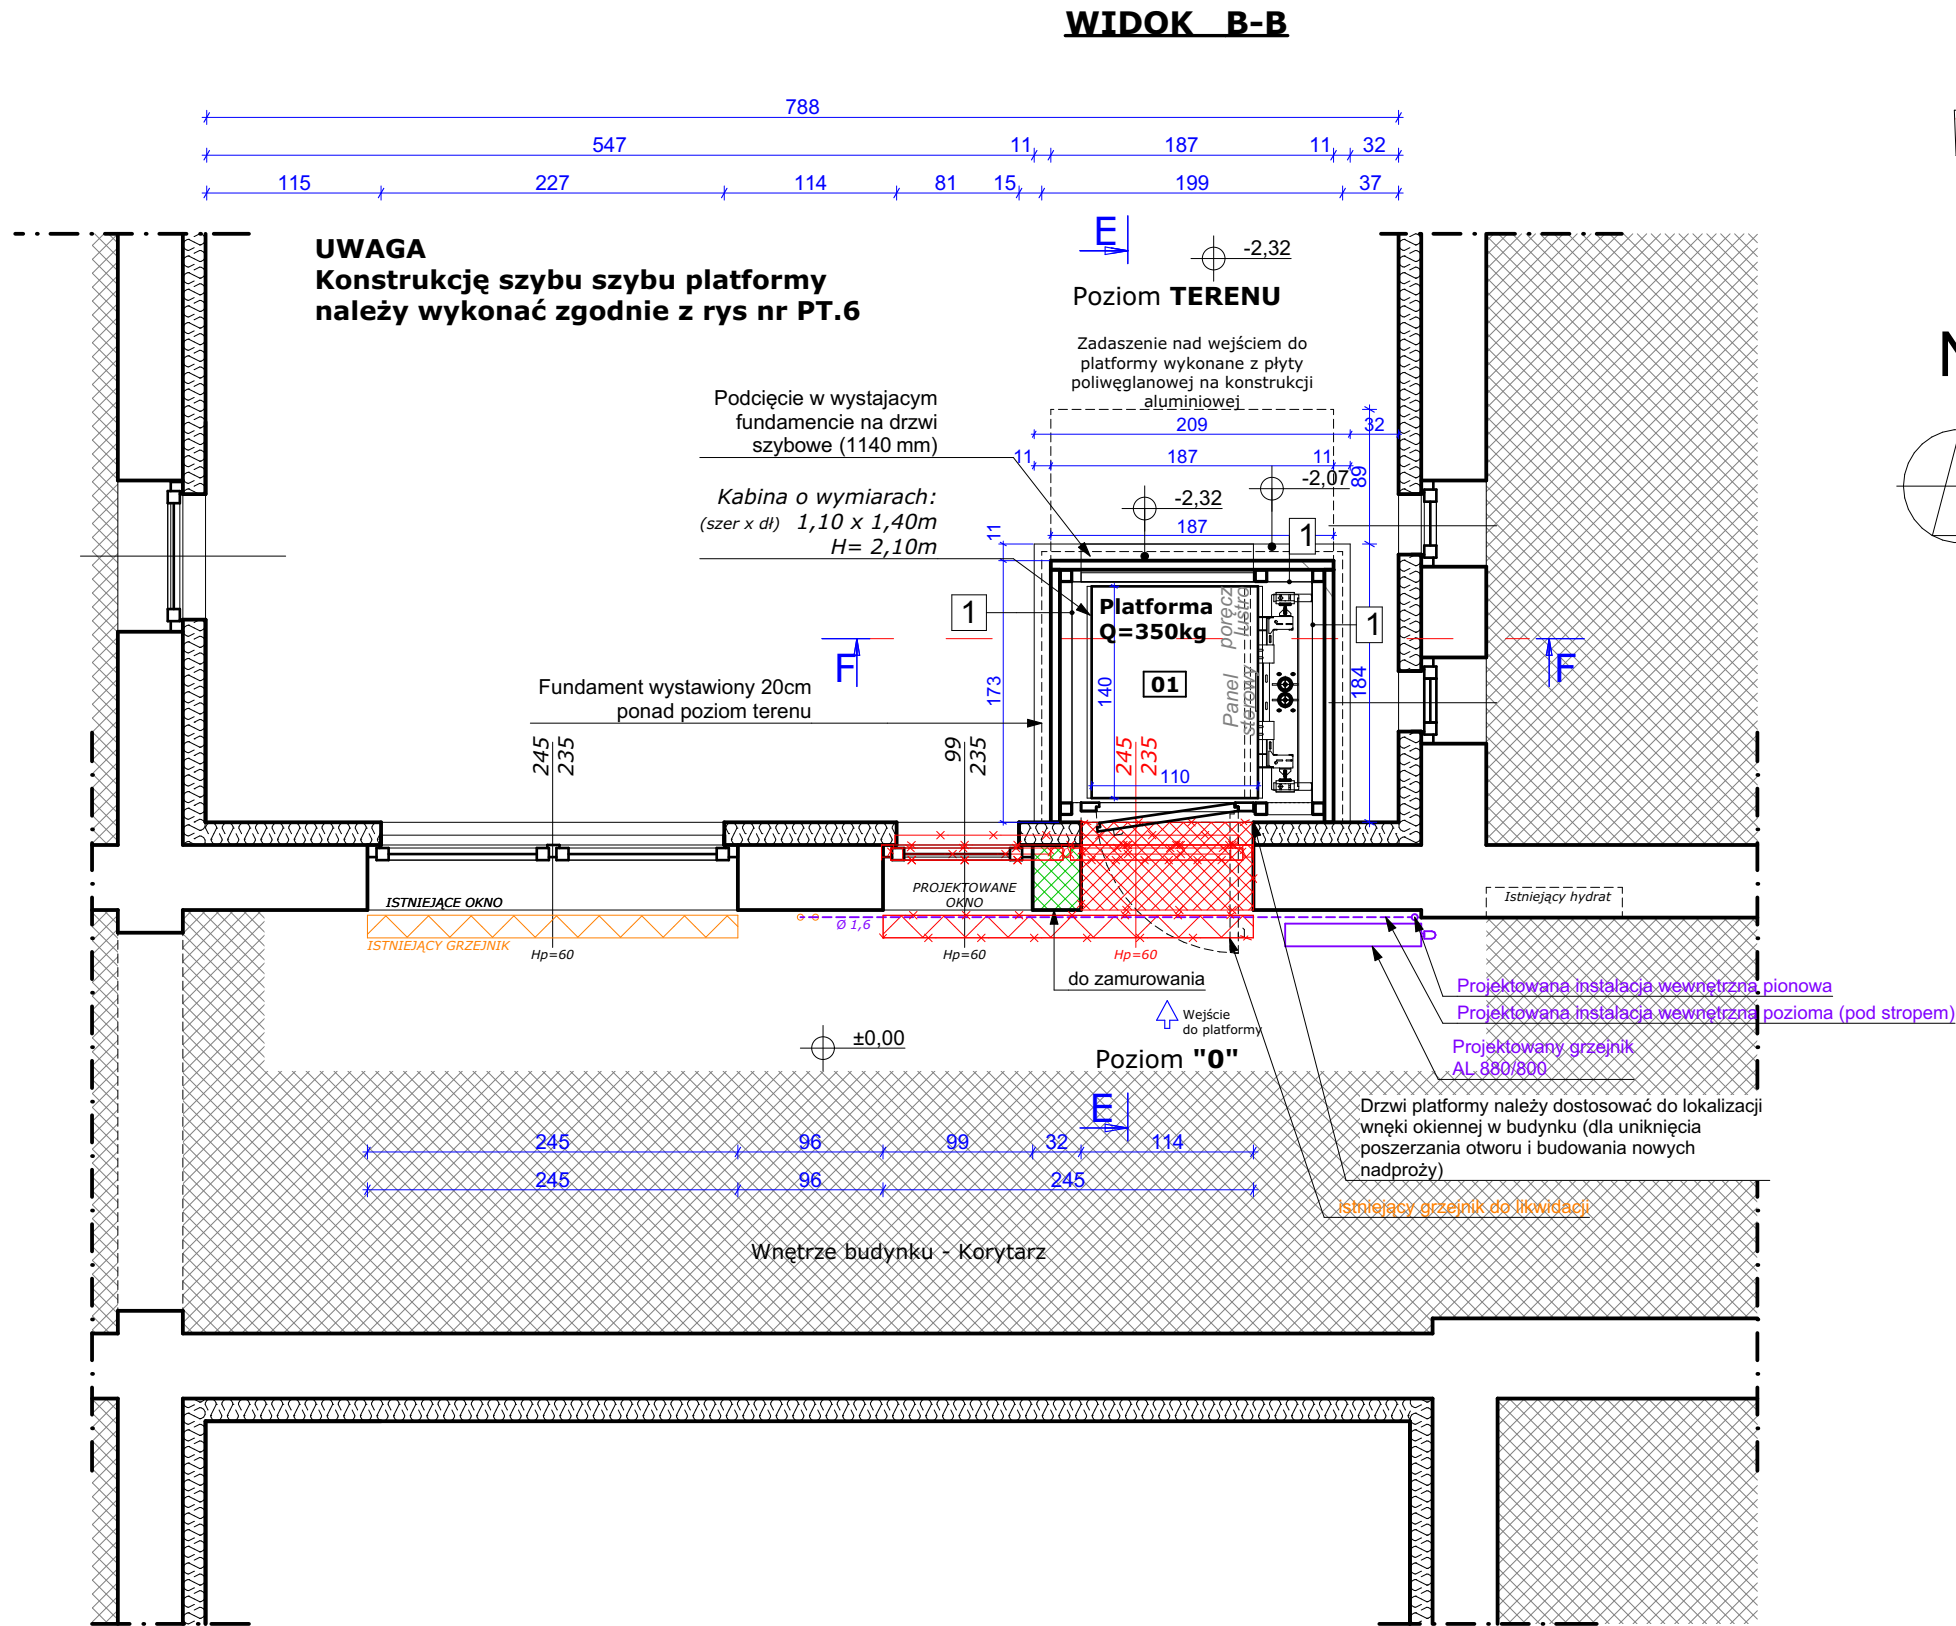 WIDOK B-B
788
547
11
187
11
32
115
227
114
81
15
199
37
UWAGA
Konstrukcję szybu szybu platformy
należy wykonać zgodnie z rys nr PT.6
E
-2,32
Poziom TERENU
Zadaszenie nad wejściem do
platformy wykonane z płyty
poliwęglanowej na konstrukcji
aluminiowej
N
Podcięcie w wystajacym
fundamencie na drzwi
szybowe (1140 mm)
209
32
11
187
11
89
Kabina o wymiarach:
(szer x dł) 1,10 x 1,40m
H= 2,10m
-2,32
-2,07
187
11
1
1
1
Platforma
Q=350kg
poręcz
lustro
F
F
01
173
140
184
Panel
sterowy
Fundament wystawiony 20cm
ponad poziom terenu
245
235
99
235
245
235
110
ISTNIEJĄCE OKNO
PROJEKTOWANE
OKNO
Istniejący hydrat
ISTNIEJĄCY GRZEJNIK
Ø 1,6
Hp=60
Hp=60
Hp=60
do zamurowania
Projektowana instalacja wewnętrzna pionowa
Projektowana instalacja wewnętrzna pozioma (pod stropem)
Wejście
do platformy
±0,00
Poziom "0"
Projektowany grzejnik
AL 880/800
E
Drzwi platformy należy dostosować do lokalizacji
wnęki okiennej w budynku (dla uniknięcia
poszerzania otworu i budowania nowych
nadproży)
245
96
99
32
114
245
96
245
istniejący grzejnik do likwidacji
Wnętrze budynku - Korytarz